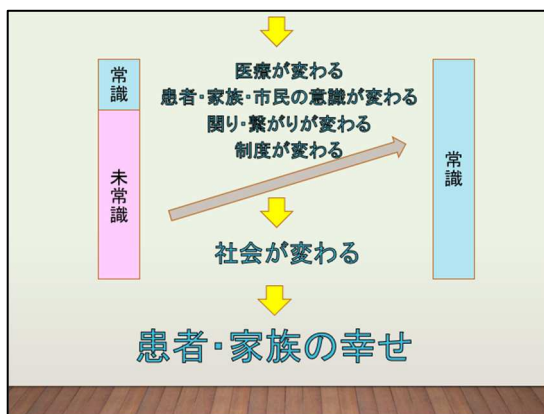 常識
未常識
医療が変わる
患者・家族・市民の意識が変わる
関り・繋がりが変わる
制度が変わる
常識
社会が変わる
患者・家族の幸せ